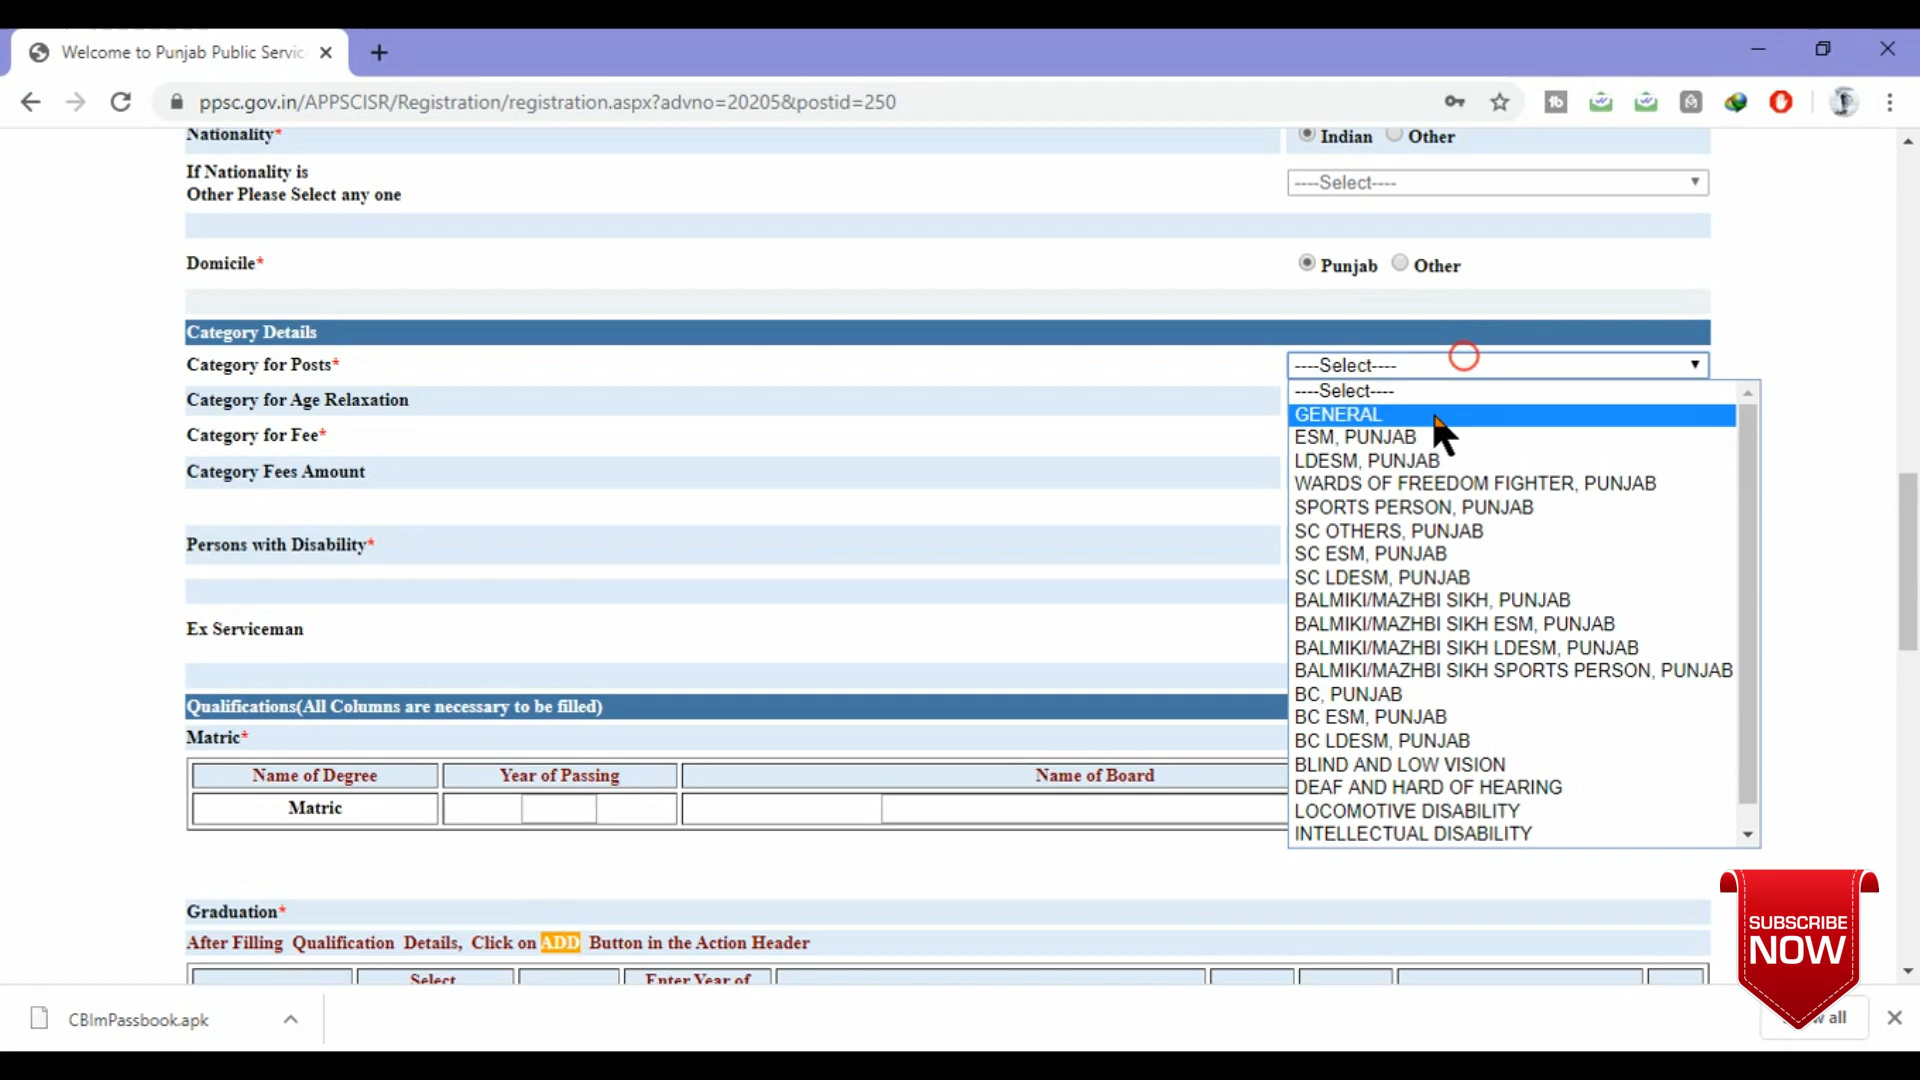 Welcome to Punjab Public Servic
ppsc.gov.in/APPSCISR/Registration/registration.aspx?advno=20205&postid=250
Nationality* Indian Other
If Nationality is
Other Please Select any one
----Select----
Domicile* Punjab Other
Category Details
Category for Posts* ----Select----
Category for Age Relaxation
Category for Fee*
Category Fees Amount
Persons with Disability*
Ex Serviceman
----Select----
GENERAL
ESM, PUNJAB
LDESM, PUNJAB
WARDS OF FREEDOM FIGHTER, PUNJAB
SPORTS PERSON, PUNJAB
SC OTHERS, PUNJAB
SC ESM, PUNJAB
SC LDESM, PUNJAB
BALMIKI/MAZHBI SIKH, PUNJAB
BALMIKI/MAZHBI SIKH ESM, PUNJAB
BALMIKI/MAZHBI SIKH LDESM, PUNJAB
BALMIKI/MAZHBI SIKH SPORTS PERSON, PUNJAB
BC, PUNJAB
BC ESM, PUNJAB
BC LDESM, PUNJAB
BLIND AND LOW VISION
DEAF AND HARD OF HEARING
LOCOMOTIVE DISABILITY
INTELLECTUAL DISABILITY
Qualifications(All Columns are necessary to be filled)
Matric*
Name of Degree Year of Passing Name of Board
Matric
Graduation*
After Filling Qualification Details, Click on ADD Button in the Action Header
Select Enter Year of
SUBSCRIBE
NOW
CBImPassbook.apk
all